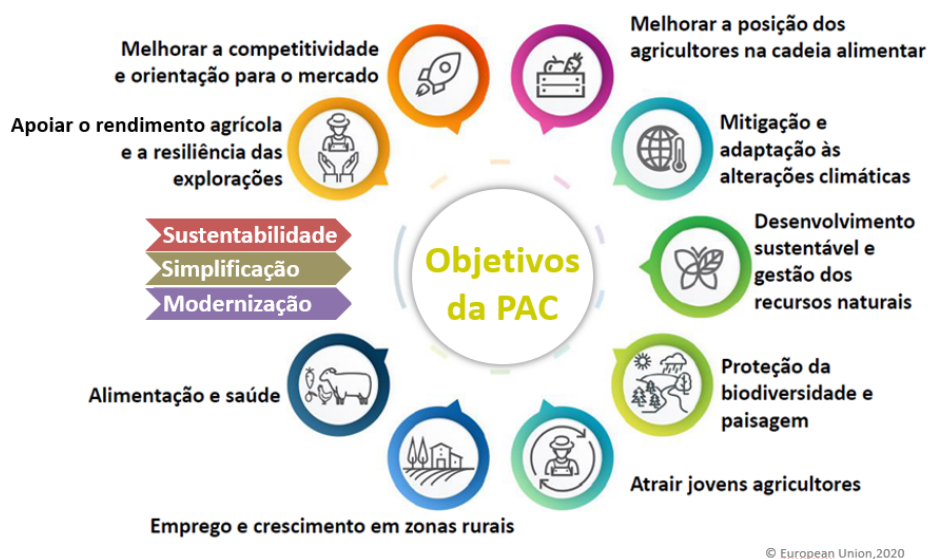 Melhorar a competitividade
e orientação para o mercado
Melhorar a posição dos
agricultores na cadeia alimentar
Apoiar o rendimento agrícola
e a resiliência das
explorações
Mitigação e
adaptação às
alterações climáticas
Sustentabilidade
Simplificação
Modernização
Objetivos
da PAC
Desenvolvimento
sustentável e
gestão dos
recursos naturais
Alimentação e saúde
Proteção da
biodiversidade e
paisagem
Emprego e crescimento em zonas rurais
Atrair jovens agricultores
© European Union,2020